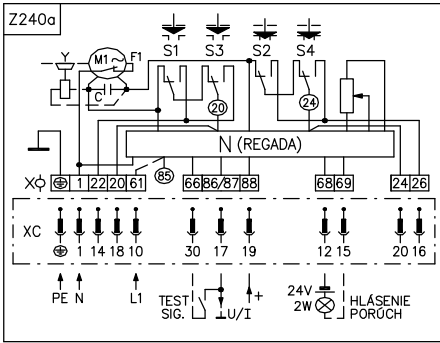 Z240a
Y M1~ F1 S1 S3 S2 S4
C
20 24
N (REGADA)
85
X 1 22 20 61 66 86/87 88 68 69 24 26
XC
1 14 18 10 30 17 19 12 15 20 16
PE N L1 TEST SIG. U/I + 24V 2W HLÁSENIE PORÚCH